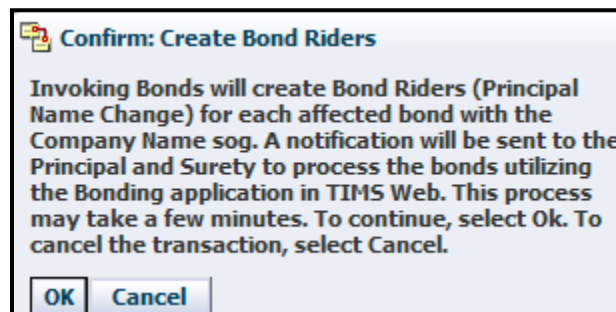 Confirm: Create Bond Riders
Invoking Bonds will create Bond Riders (Principal
Name Change) for each affected bond with the
Company Name sog. A notification will be sent to the
Principal and Surety to process the bonds utilizing
the Bonding application in TIMS Web. This process
may take a few minutes. To continue, select Ok. To
cancel the transaction, select Cancel.
OK Cancel